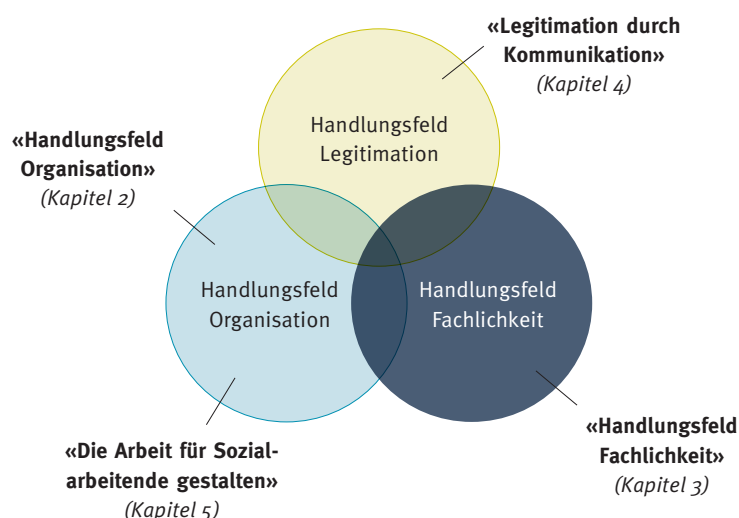 «Legitimation durch
Kommunikation»
(Kapitel 4)
Handlungsfeld
Legitimation
«Handlungsfeld
Organisation»
(Kapitel 2)
Handlungsfeld
Organisation
Handlungsfeld
Fachlichkeit
«Die Arbeit für Sozial-
arbeitende gestalten»
(Kapitel 5)
«Handlungsfeld
Fachlichkeit»
(Kapitel 3)